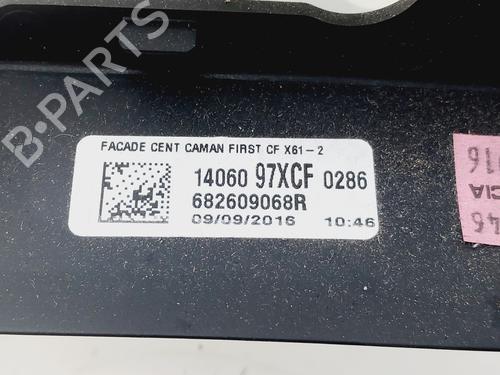 FACADE CENT CAMAN FIRST CF X61-2
14060 97XCF 0286
682609068R
09/09/2016 10:46
B-PARTS